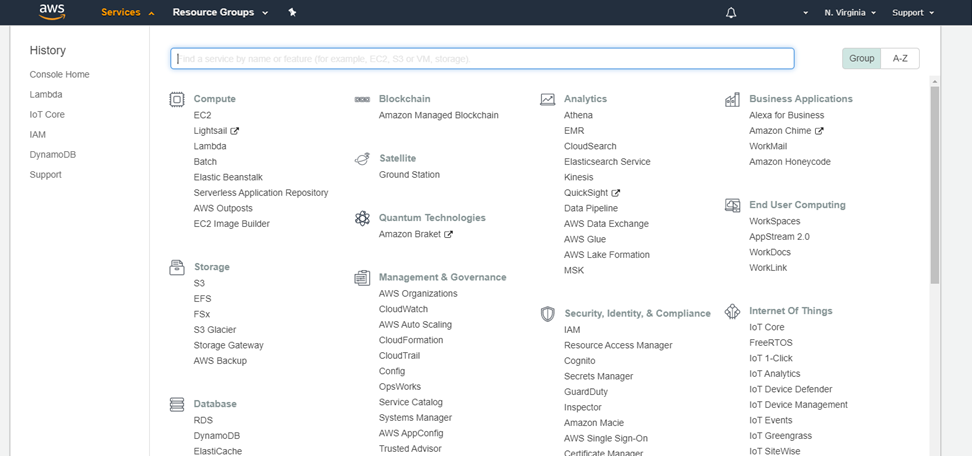 aws
Services
Resource Groups
N. Virginia
Support
History
Console Home
Lambda
IoT Core
IAM
DynamoDB
Support
Find a service by name or feature (for example, EC2, S3 or VM, storage).
Group
A-Z
Compute
EC2
Lightsail
Lambda
Batch
Elastic Beanstalk
Serverless Application Repository
AWS Outposts
EC2 Image Builder
Storage
S3
EFS
FSx
S3 Glacier
Storage Gateway
AWS Backup
Database
RDS
DynamoDB
ElastiCache
Blockchain
Amazon Managed Blockchain
Satellite
Ground Station
Quantum Technologies
Amazon Braket
Management & Governance
AWS Organizations
CloudWatch
AWS Auto Scaling
CloudFormation
CloudTrail
Config
OpsWorks
Service Catalog
Systems Manager
AWS AppConfig
Trusted Advisor
Analytics
Athena
EMR
CloudSearch
Elasticsearch Service
Kinesis
QuickSight
Data Pipeline
AWS Data Exchange
AWS Glue
AWS Lake Formation
MSK
Security, Identity, & Compliance
IAM
Resource Access Manager
Cognito
Secrets Manager
GuardDuty
Inspector
Amazon Macie
AWS Single Sign-On
Certificate Manager
Business Applications
Alexa for Business
Amazon Chime
WorkMail
Amazon Honeycode
End User Computing
WorkSpaces
AppStream 2.0
WorkDocs
WorkLink
Internet Of Things
IoT Core
FreeRTOS
IoT 1-Click
IoT Analytics
IoT Device Defender
IoT Device Management
IoT Events
IoT Greengrass
IoT SiteWise